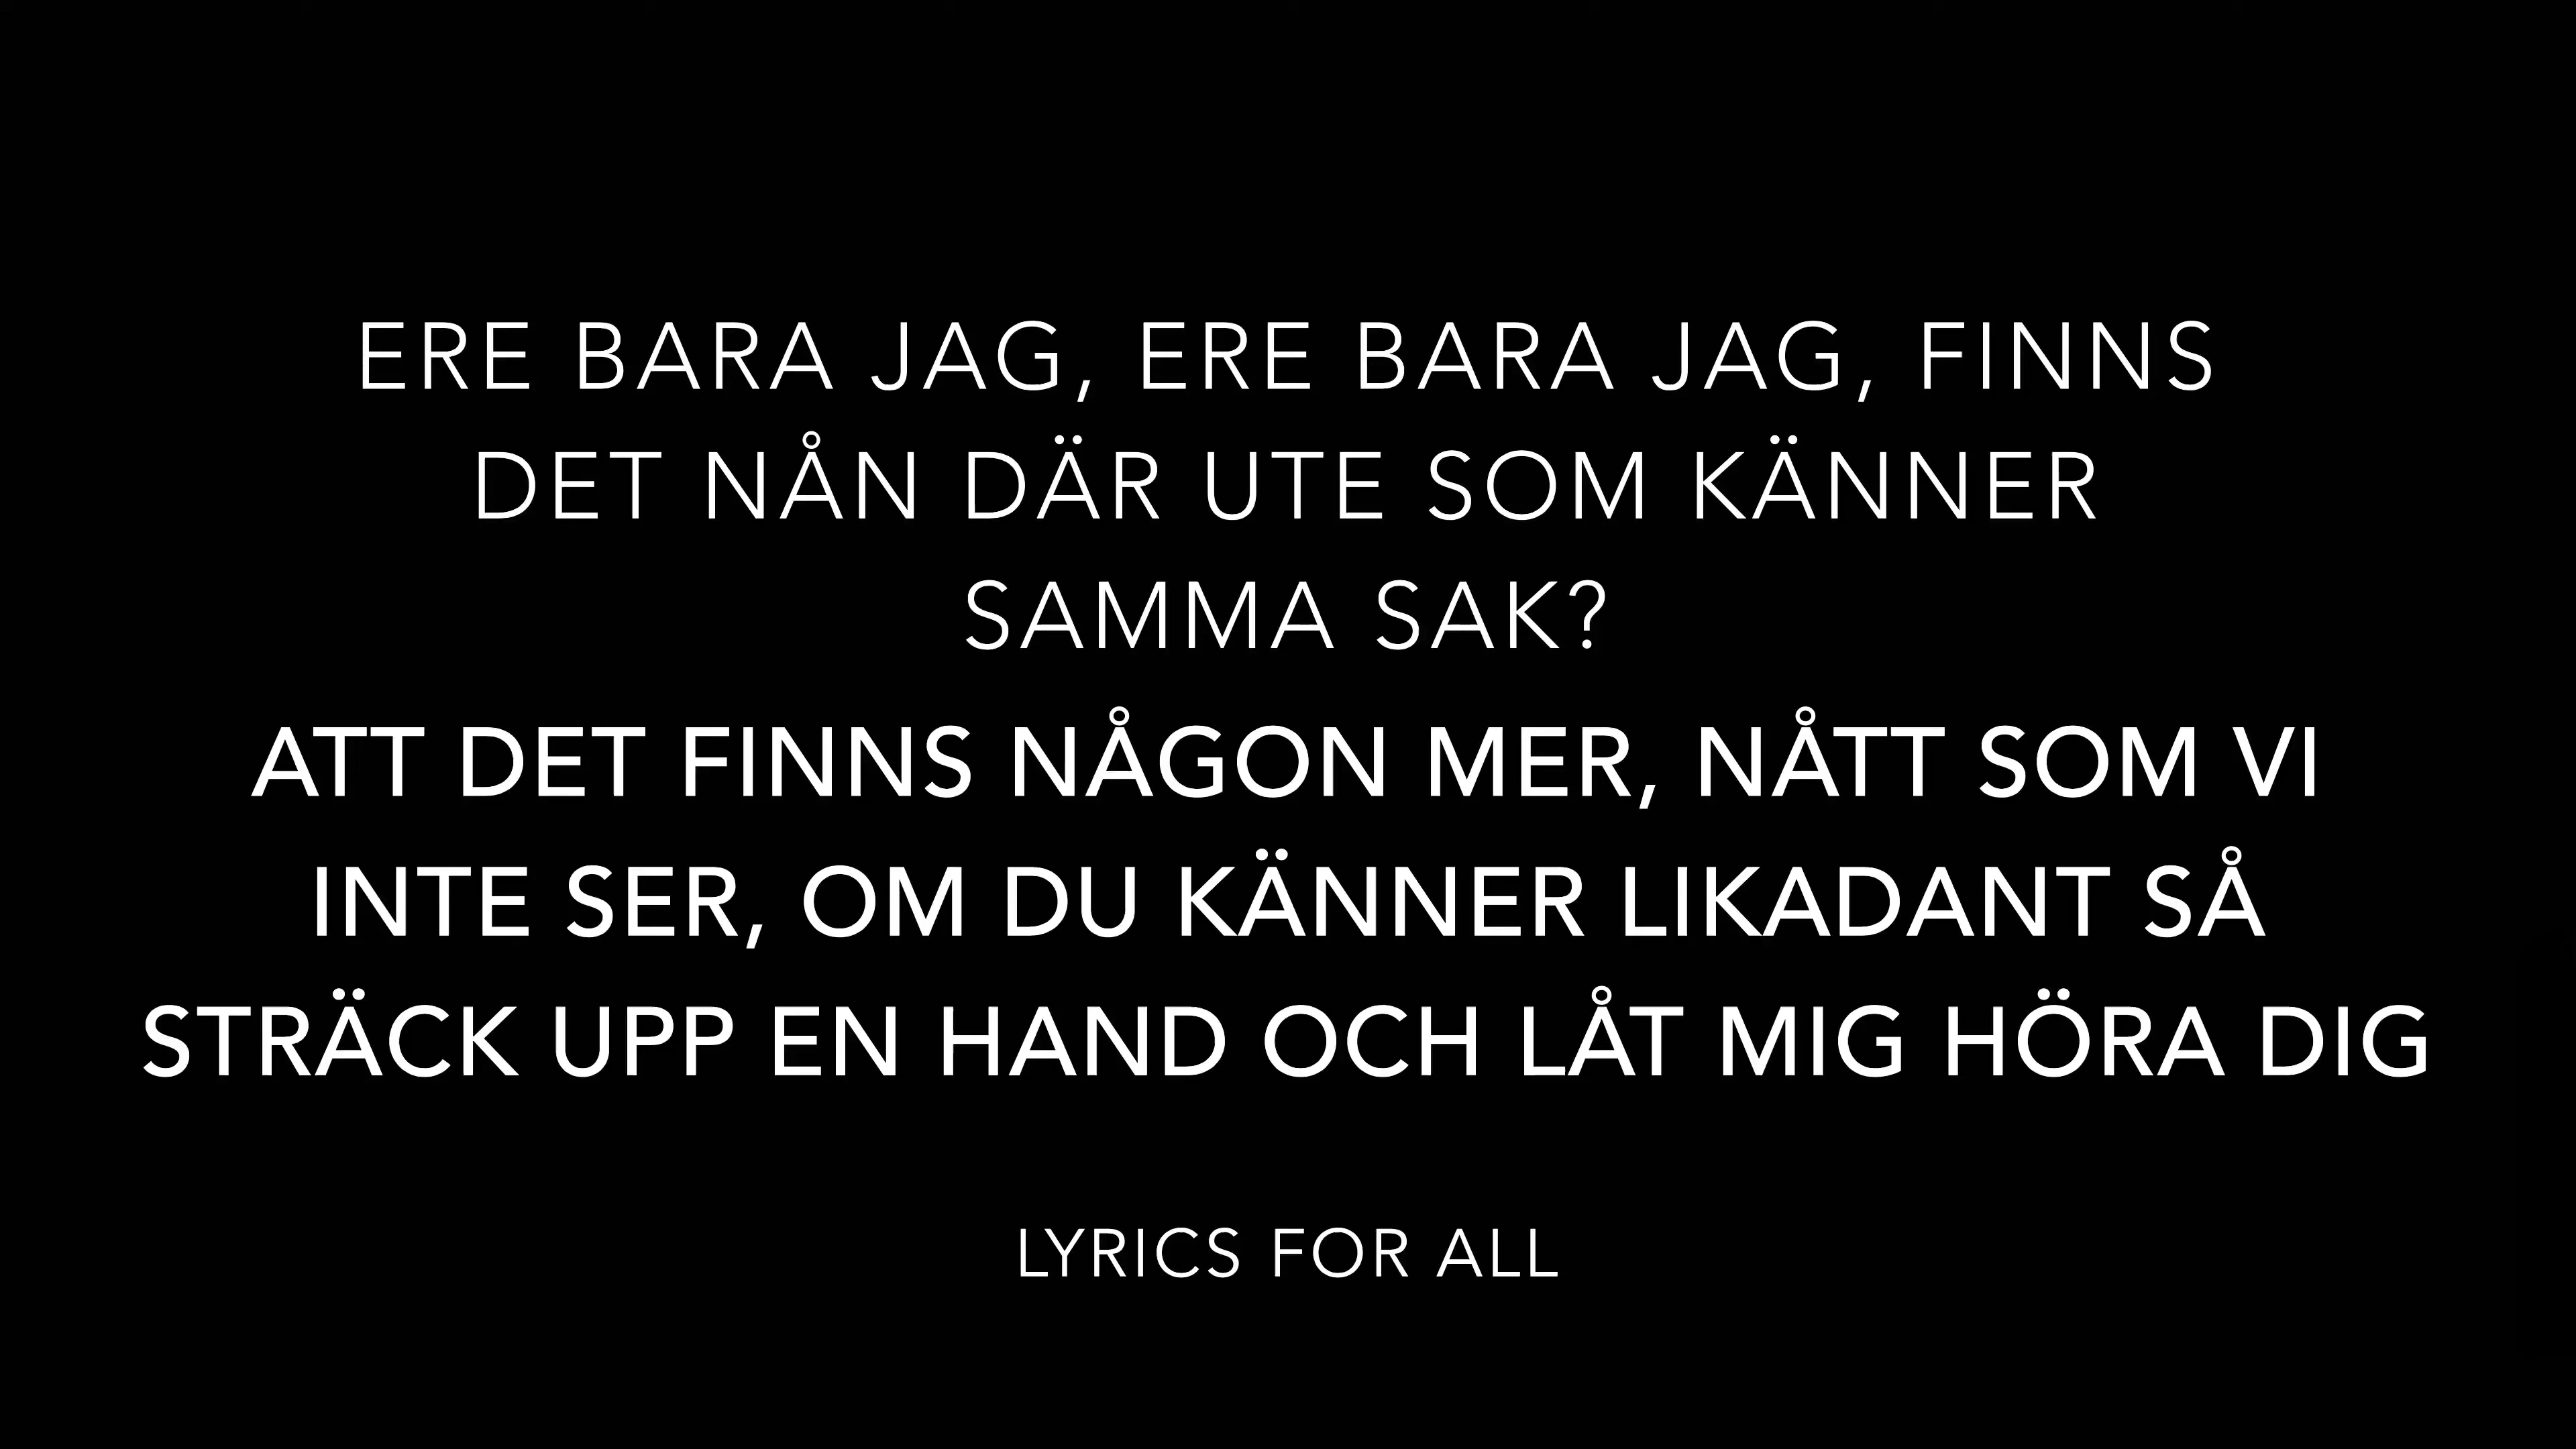 ERE BARA JAG, ERE BARA JAG, FINNS
DET NÅN DÄR UTE SOM KÄNNER
SAMMA SAK?
ATT DET FINNS NÅGON MER, NÅTT SOM VI
INTE SER, OM DU KÄNNER LIKADANT SÅ
STRÄCK UPP EN HAND OCH LÅT MIG HÖRA DIG
LYRICS FOR ALL